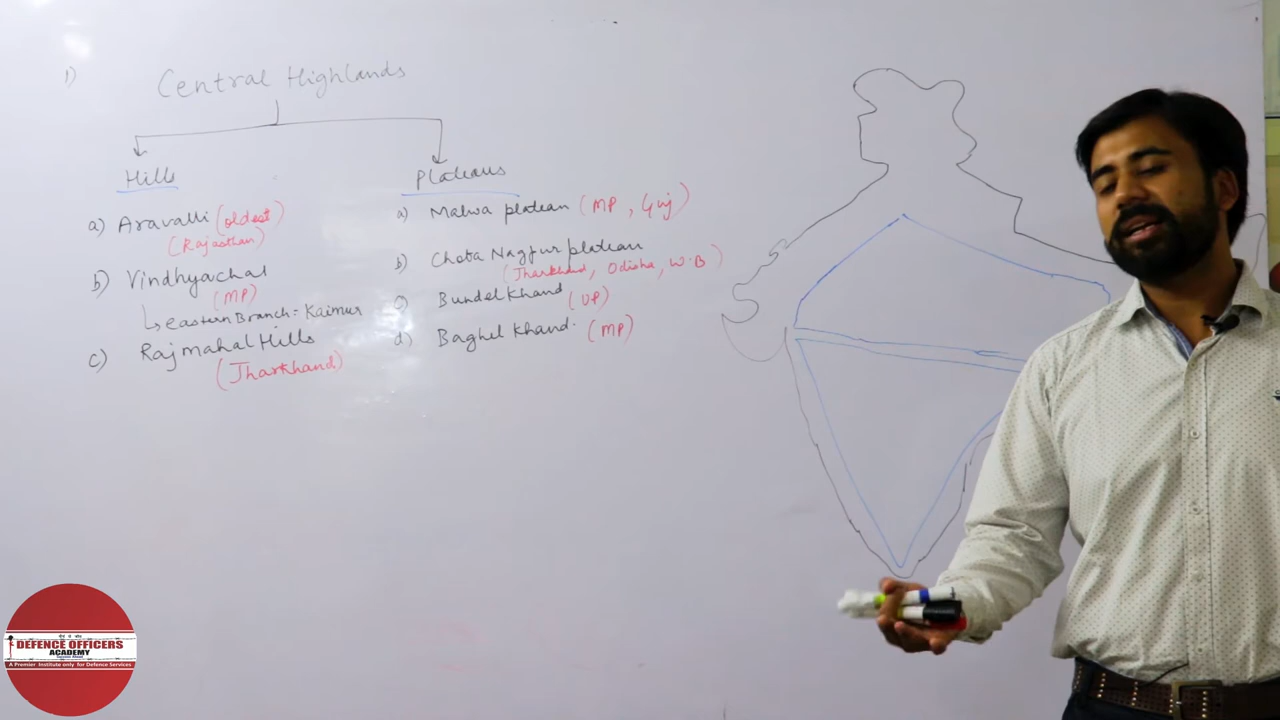 1) Central Highlands
Hills
a) Aravalli (oldest)
(Rajasthan)
b) Vindhyachal
(MP)
↳ eastern Branch - Kaimur
c) Rajmahal Hills
(Jharkhand)
Plateaus
a) Malwa plateau (MP, Guj)
b) Chota Nagpur plateau
(Jharkhand, Odisha, W.B)
c) Bundelkhand (UP)
d) Baghelkhand. (MP)
DEFENCE OFFICERS
ACADEMY
A Premier Institute only for Defence Services